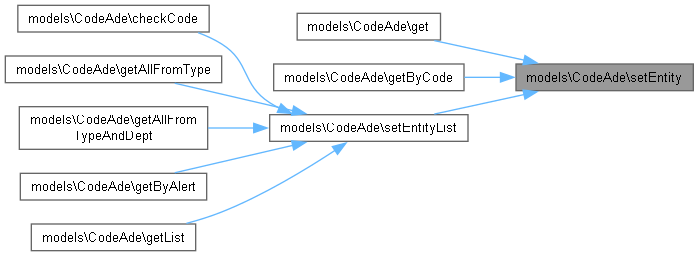 models\CodeAde\checkCode
models\CodeAde\get
models\CodeAde\getAllFromType
models\CodeAde\getByCode
models\CodeAde\setEntity
models\CodeAde\getAllFrom
TypeAndDept
models\CodeAde\setEntityList
models\CodeAde\getByAlert
models\CodeAde\getList